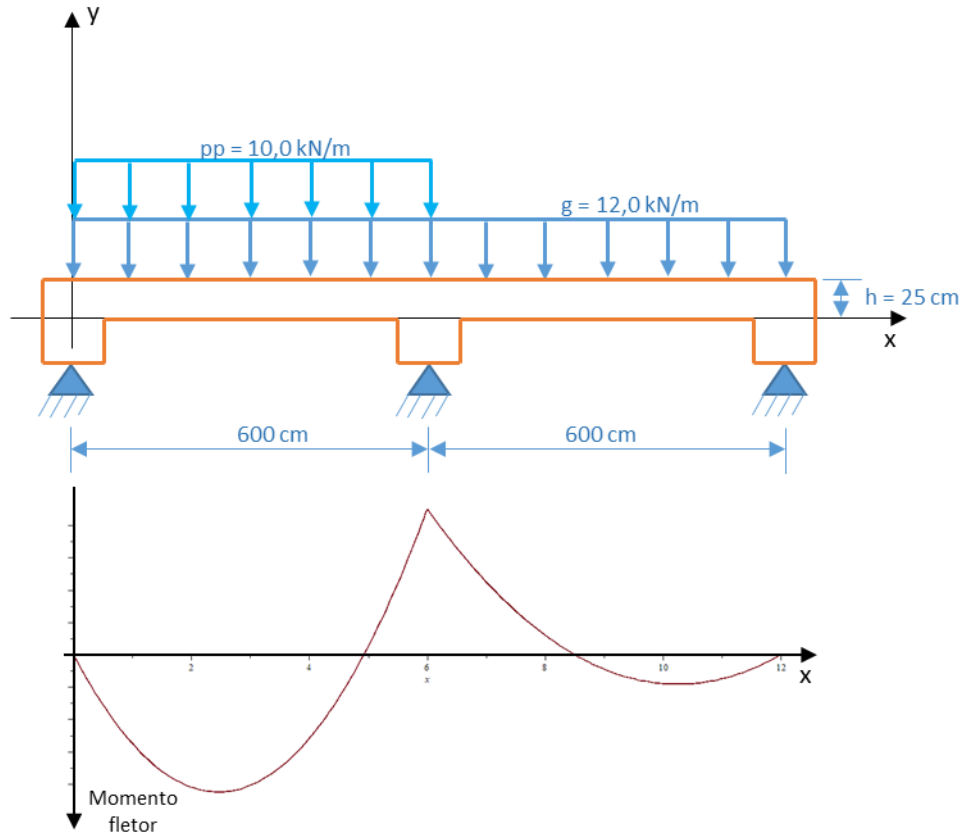 y
pp = 10,0 kN/m
g = 12,0 kN/m
h = 25 cm
x
600 cm
600 cm
2
4
6
8
10
12
x
x
Momento
fletor